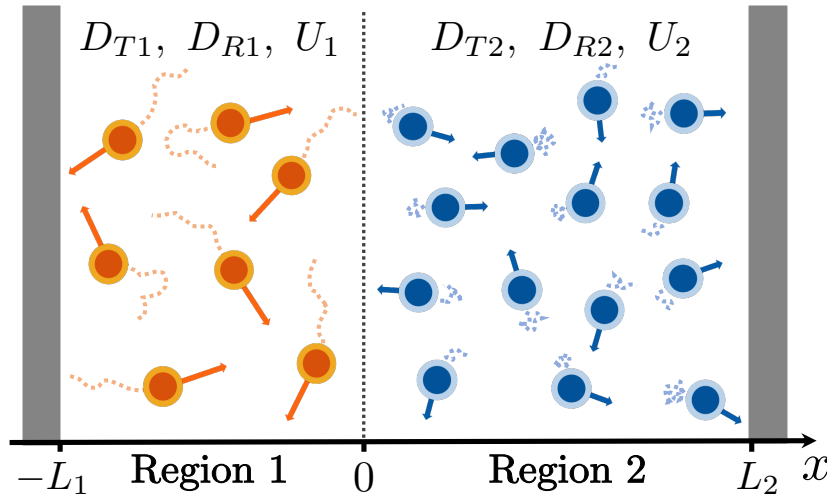 D_{T1}, D_{R1}, U_1 D_{T2}, D_{R2}, U_2
-L_1 Region 1 0 Region 2 L_2 x